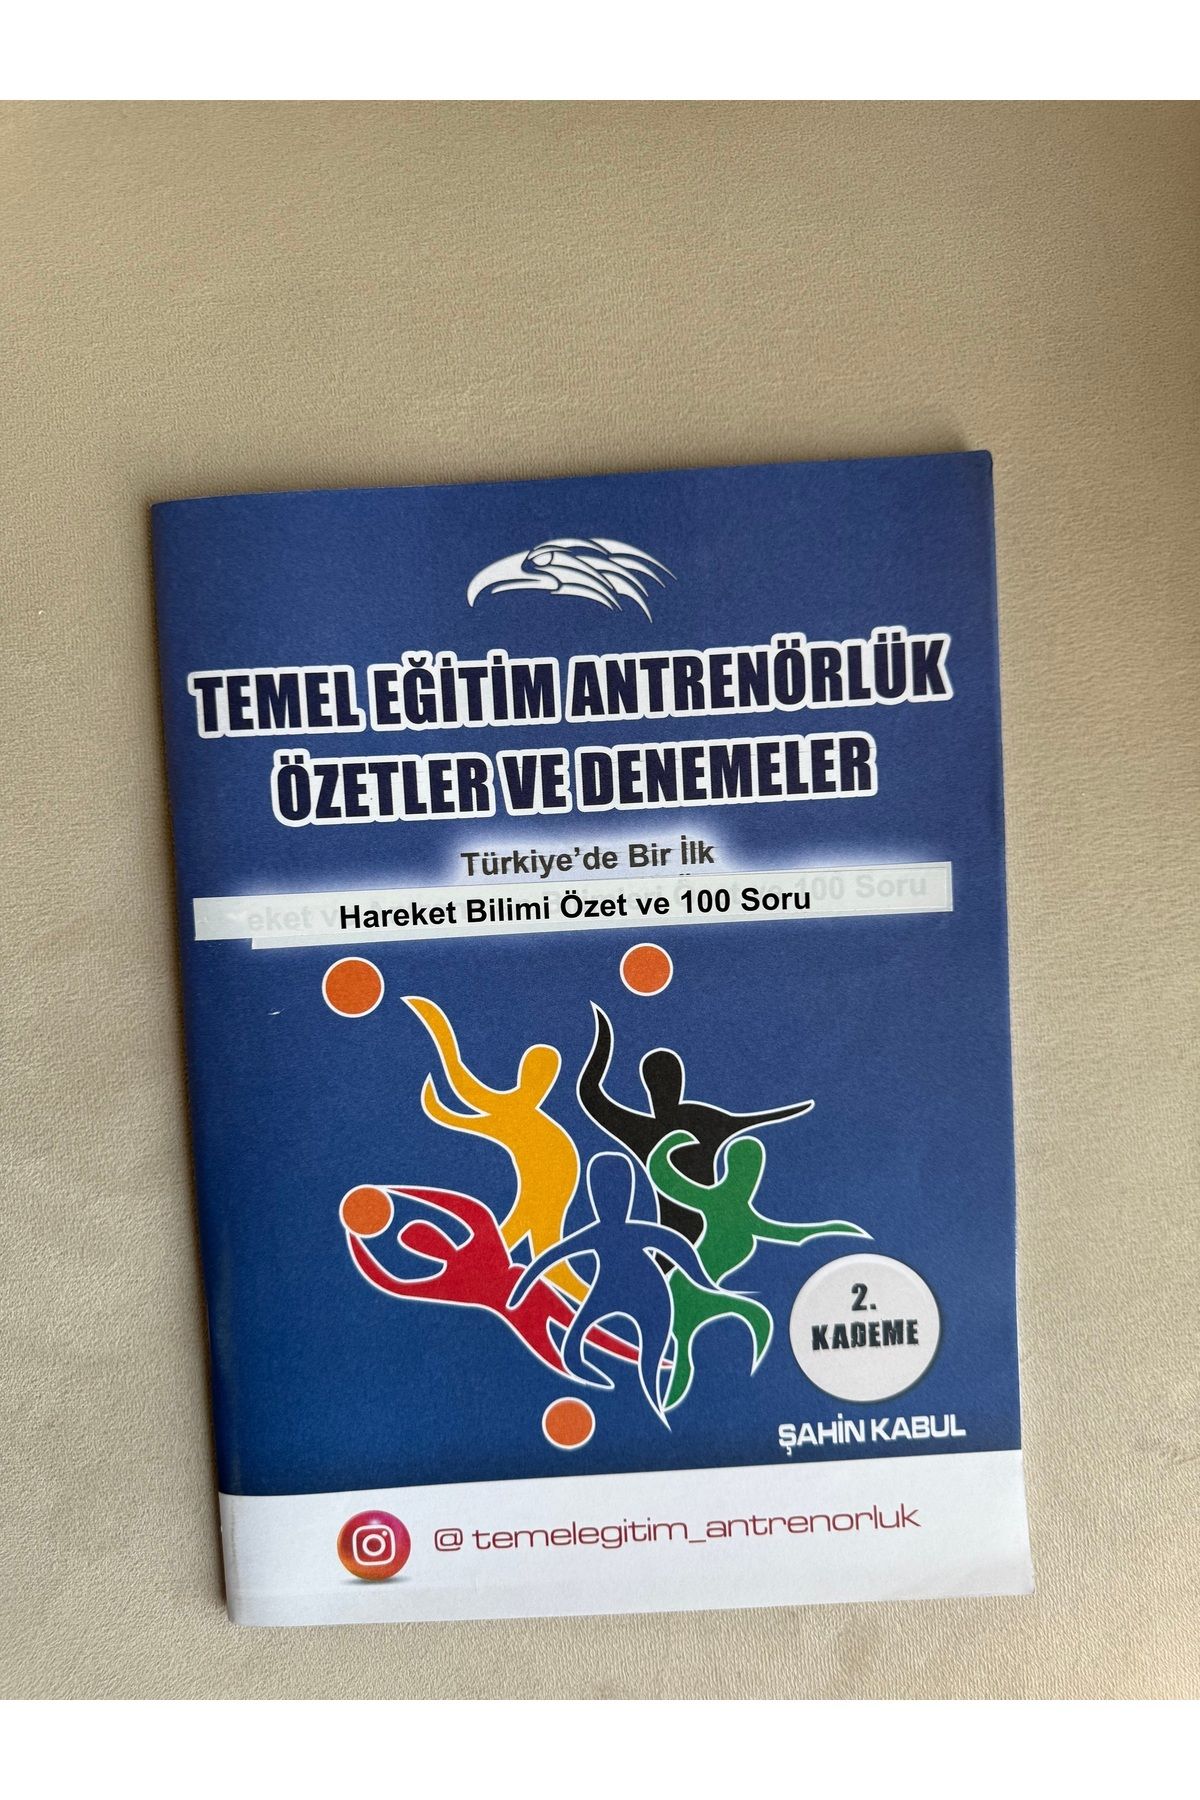 TEMEL EĞİTİM ANTRENÖRLÜK
ÖZETLER VE DENEMELER
Türkiye'de Bir İlk
Hareket Bilimi Özet ve 100 Soru
2.
KADEME
ŞAHİN KABUL
@ temelegitim_antrenorluk